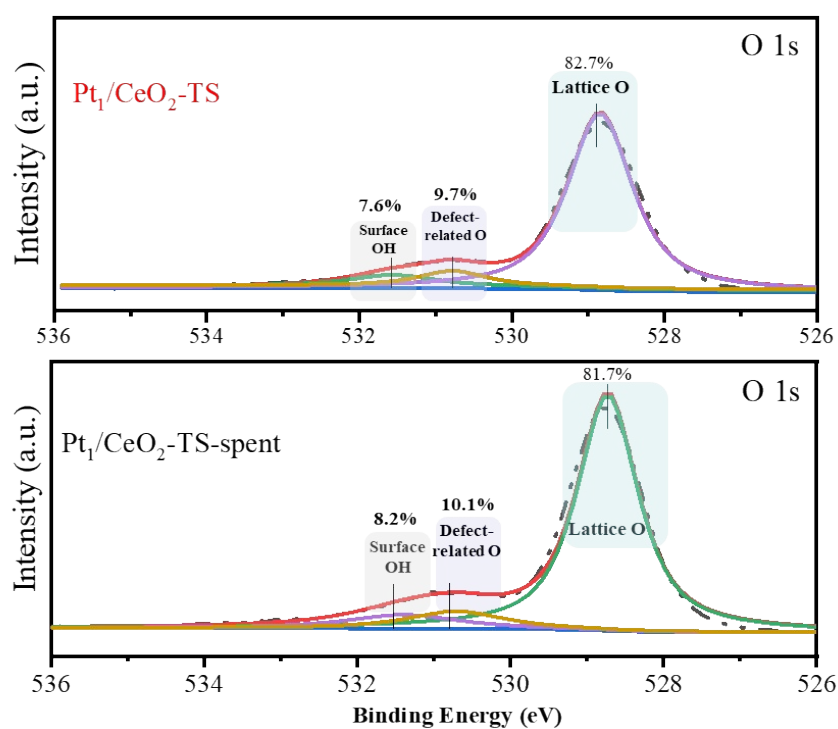 O 1s
82.7%
Lattice O
Pt₁/CeO₂-TS
7.6%
9.7%
Surface
OH
Defect-
related O
Intensity (a.u.)
536 534 532 530 528 526
O 1s
81.7%
Pt₁/CeO₂-TS-spent
8.2%
10.1%
Surface
OH
Defect-
related O
Lattice O
Intensity (a.u.)
536 534 532 530 528 526
Binding Energy (eV)